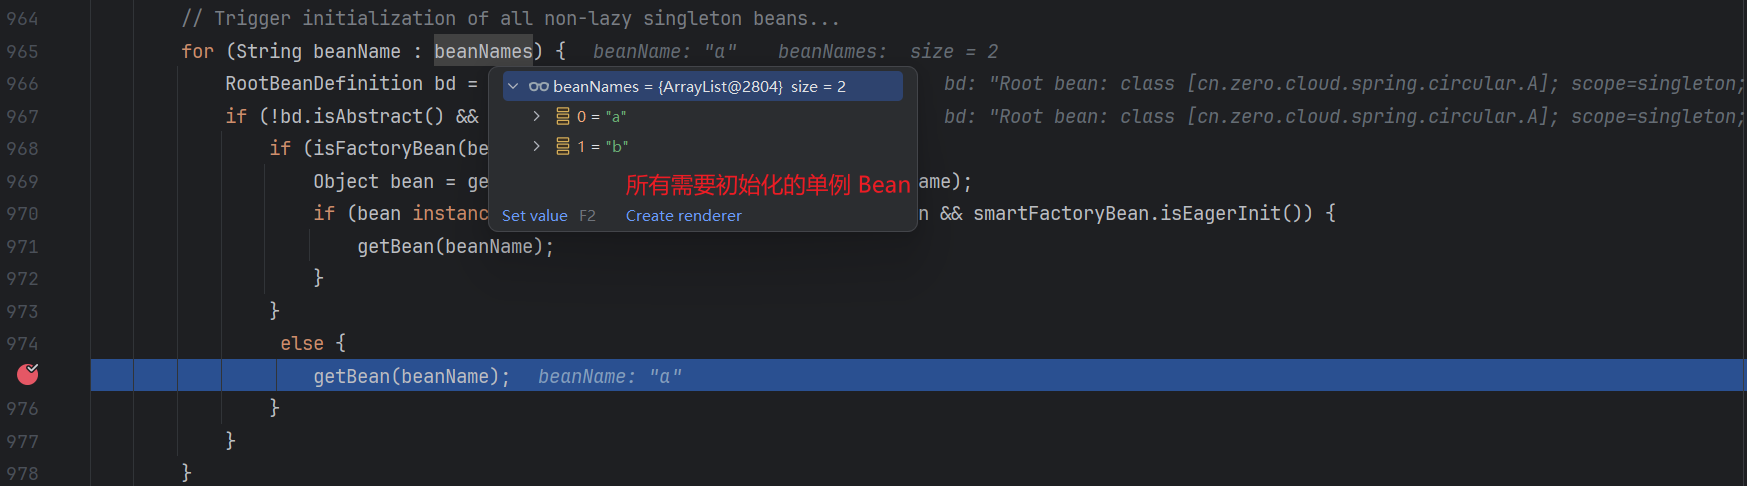 964 // Trigger initialization of all non-lazy singleton beans...
965 for (String beanName : beanNames) { beanName: "a" beanNames: size = 2
966 RootBeanDefinition bd = bd: "Root bean: class [cn.zero.cloud.spring.circular.A]; scope=singleton;
beanNames = {ArrayList@2804} size = 2
967 if (!bd.isAbstract() && bd: "Root bean: class [cn.zero.cloud.spring.circular.A]; scope=singleton;
0 = "a"
968 if (isFactoryBean(be
1 = "b"
969 Object bean = ge ame);
所有需要初始化的单例 Bean
970 if (bean instanc n && smartFactoryBean.isEagerInit()) {
Set value F2 Create renderer
971 getBean(beanName);
972 }
973 }
974 else {
getBean(beanName); beanName: "a"
976 }
977 }
978 }